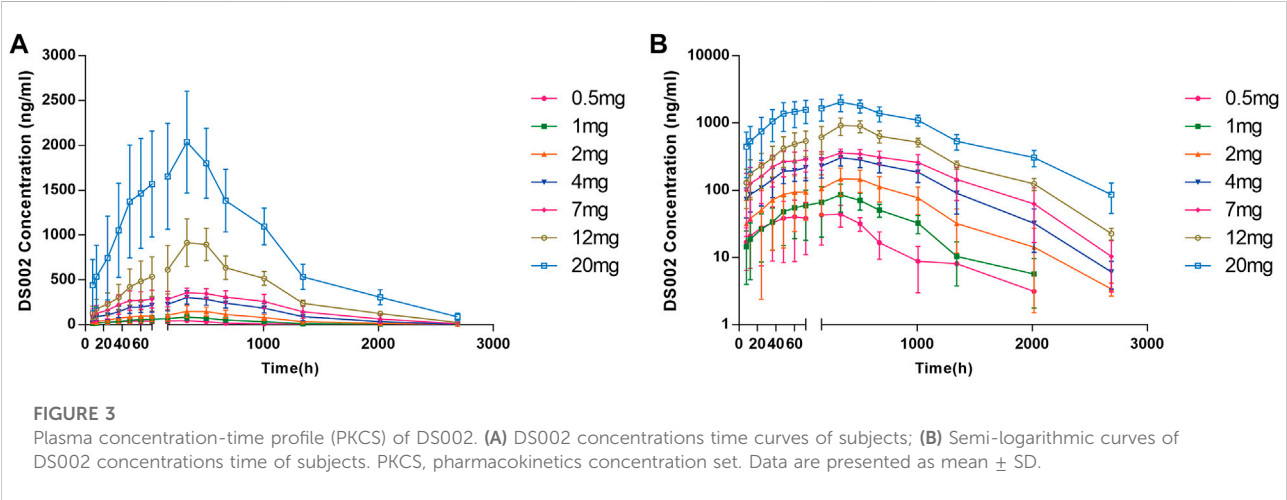 A
DS002 Concentration (ng/ml)
3000
2500
2000
1500
1000
500
0
0 20 40 60 1000 2000 3000
Time(h)
0.5mg
1mg
2mg
4mg
7mg
12mg
20mg
B
DS002 Concentration (ng/ml)
10000
1000
100
10
1
0 20 40 60 1000 2000 3000
Time(h)
0.5mg
1mg
2mg
4mg
7mg
12mg
20mg
FIGURE 3
Plasma concentration-time profile (PKCS) of DS002. (A) DS002 concentrations time curves of subjects; (B) Semi-logarithmic curves of
DS002 concentrations time of subjects. PKCS, pharmacokinetics concentration set. Data are presented as mean ± SD.